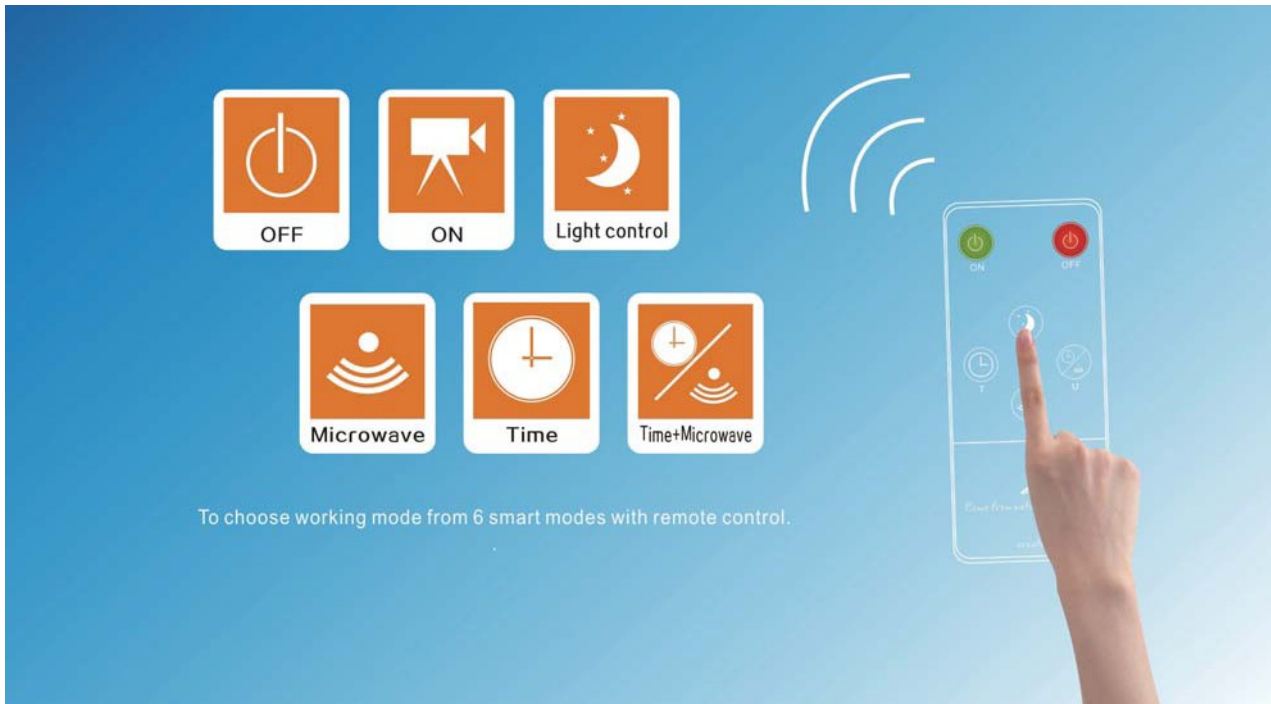 OFF
ON
Light control
Microwave
Time
Time+Microwave
To choose working mode from 6 smart modes with remote control.
ON
OFF
T
U